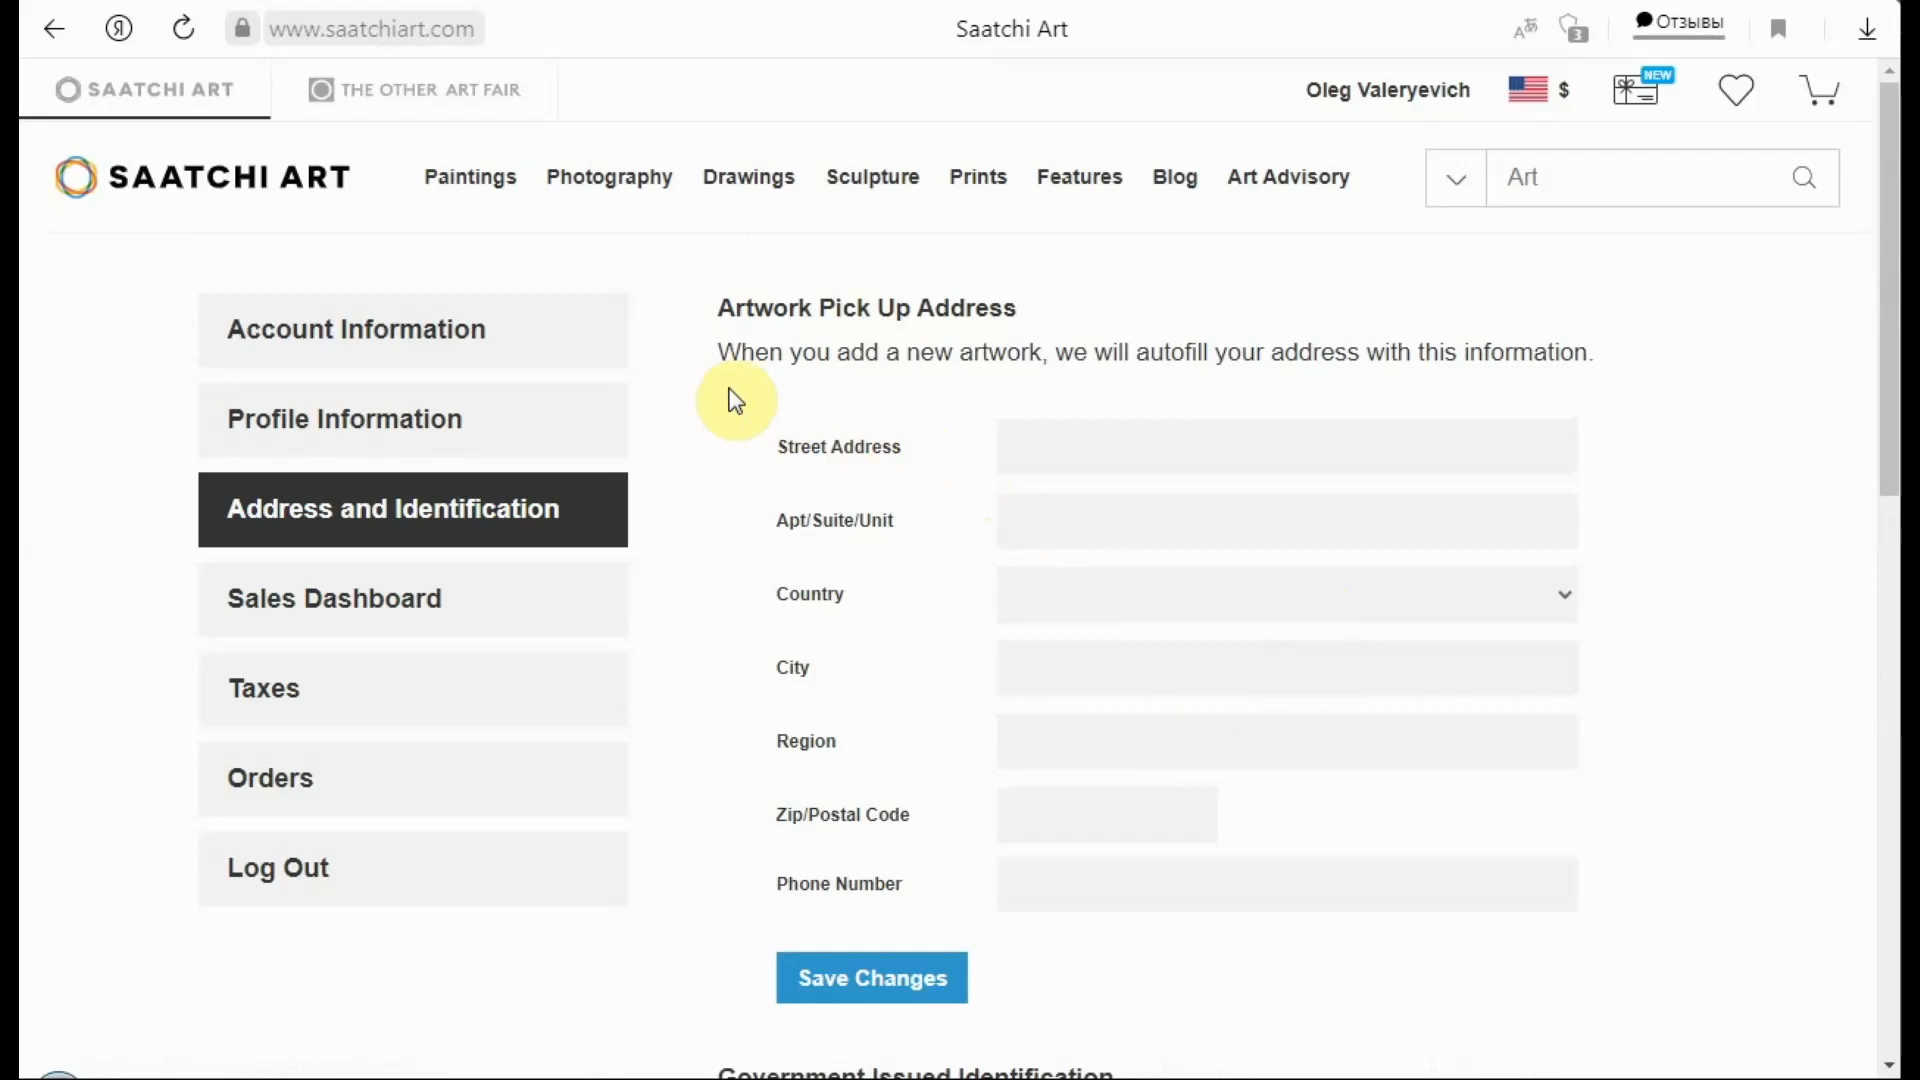 www.saatchiart.com
Saatchi Art
3
Отзывы
SAATCHI ART
THE OTHER ART FAIR
Oleg Valeryevich
$
NEW
SAATCHI ART
Paintings
Photography
Drawings
Sculpture
Prints
Features
Blog
Art Advisory
Art
Account Information
Profile Information
Address and Identification
Sales Dashboard
Taxes
Orders
Log Out
Artwork Pick Up Address
When you add a new artwork, we will autofill your address with this information.
Street Address
Apt/Suite/Unit
Country
City
Region
Zip/Postal Code
Phone Number
Save Changes
Government Issued Identification